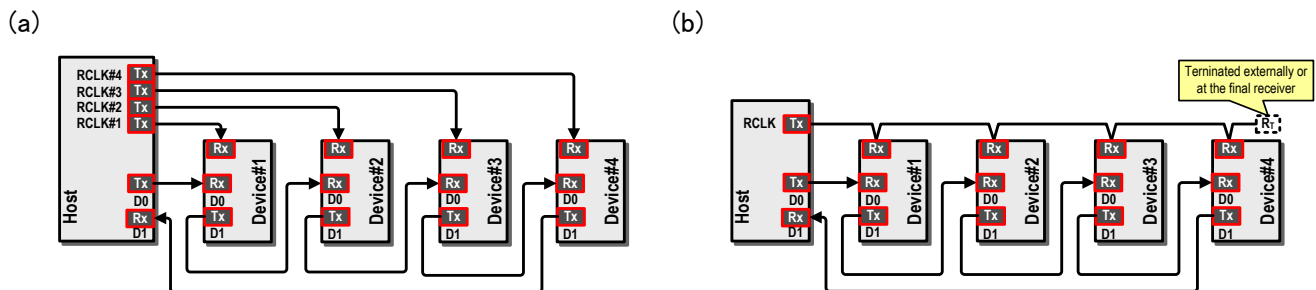 (a)
RCLK#4 Tx
RCLK#3 Tx
RCLK#2 Tx
RCLK#1 Tx
Host
Tx
D0
Rx
D1
Rx
Rx
D0
Tx
D1
Device#1
Rx
Rx
D0
Tx
D1
Device#2
Rx
Rx
D0
Tx
D1
Device#3
Rx
Rx
D0
Tx
D1
Device#4
(b)
Terninated externally or
at the final receiver
RT
RCLK Tx
Host
Tx
D0
Rx
D1
Rx
Rx
D0
Tx
D1
Device#1
Rx
Rx
D0
Tx
D1
Device#2
Rx
Rx
D0
Tx
D1
Device#3
Rx
Rx
D0
Tx
D1
Device#4